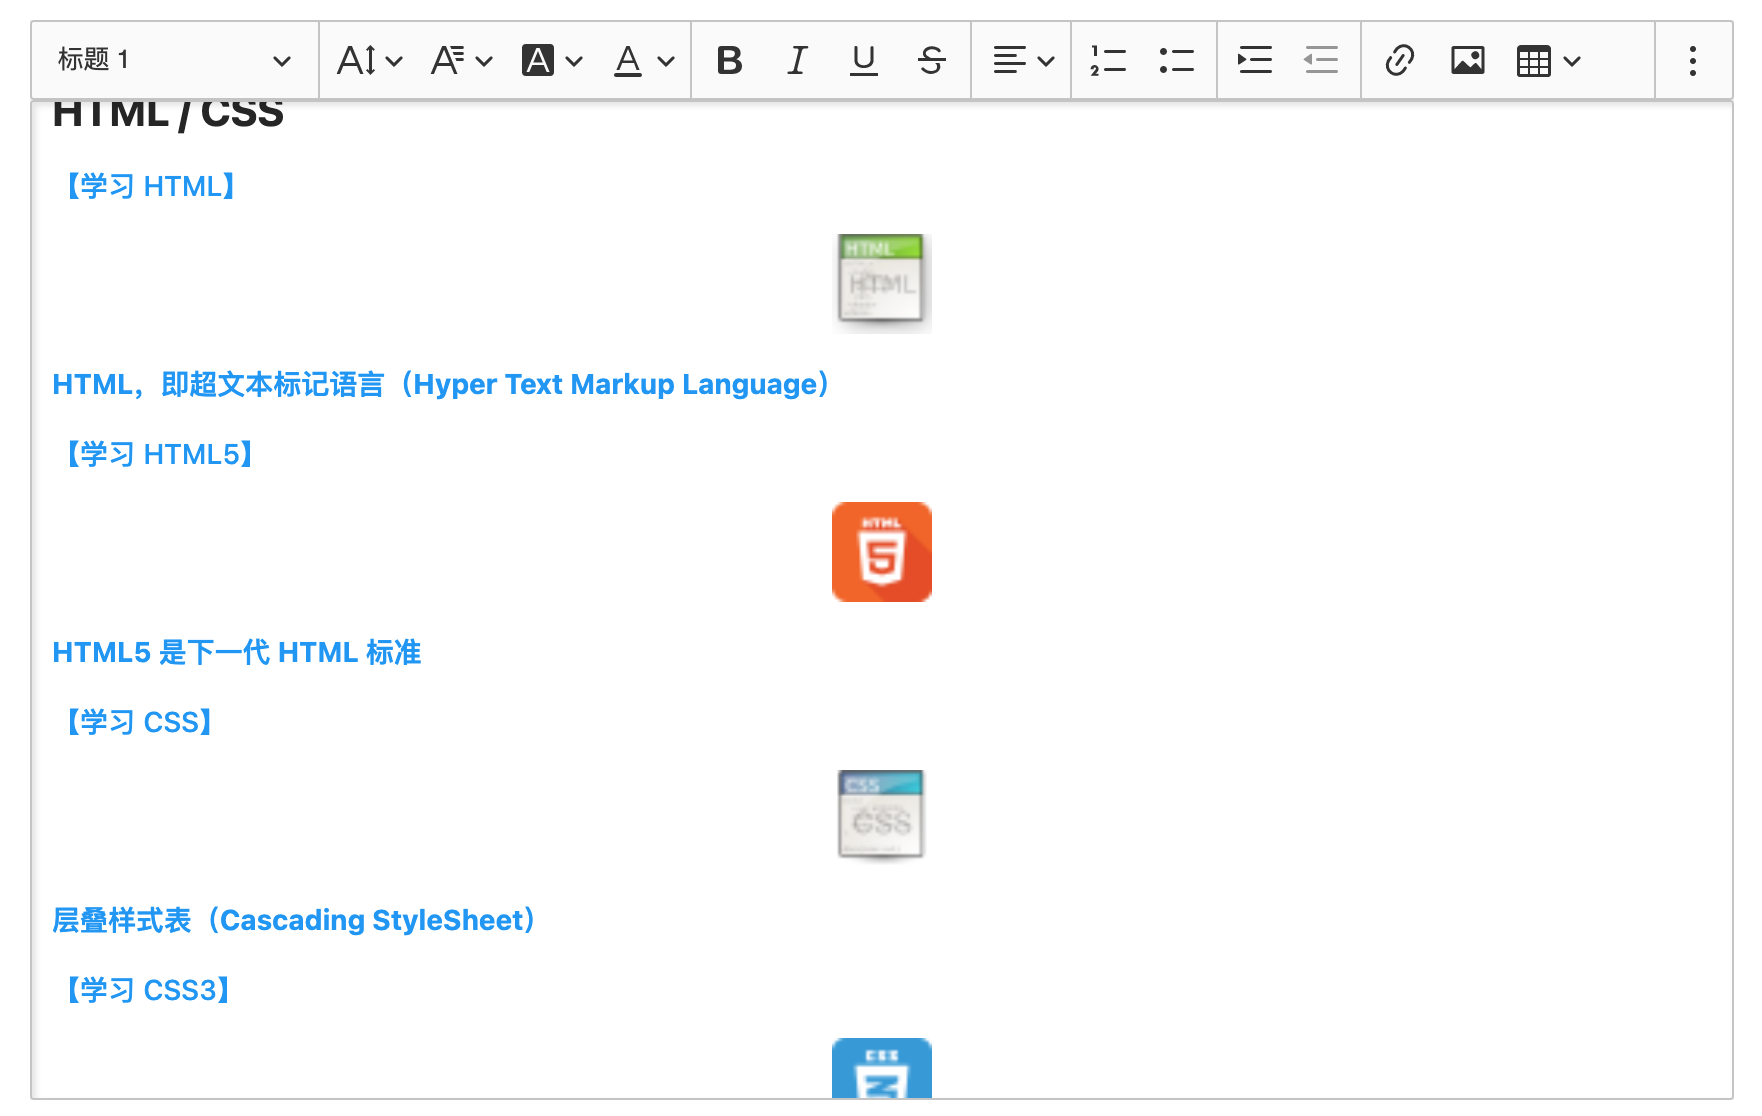 标题 1
HTML / CSS
【学习 HTML】
HTML
HTML
HTML，即超文本标记语言（Hyper Text Markup Language）
【学习 HTML5】
HTML
5
HTML5 是下一代 HTML 标准
【学习 CSS】
CSS
CSS
层叠样式表（Cascading StyleSheet）
【学习 CSS3】
CSS